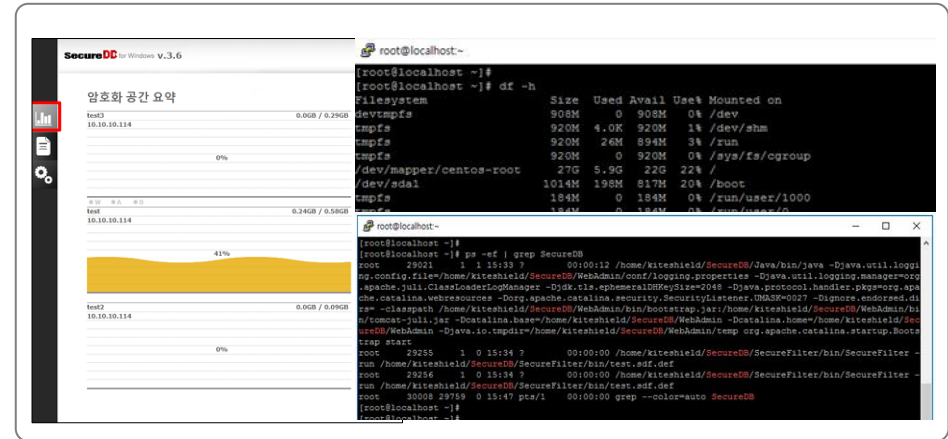 SecureDB for Windows v.3.6
암호화 공간 요약
test3 0.0GB / 0.29GB
10.10.10.114
0%
test 0.24GB / 0.58GB
10.10.10.114
41%
test2 0.0GB / 0.09GB
10.10.10.114
0%
root@localhost:~
[root@localhost ~]#
[root@localhost ~]# df -h
Filesystem Size Used Avail Use% Mounted on
devtmpfs 908M 0 908M 0% /dev
tmpfs 920M 4.0K 920M 1% /dev/shm
tmpfs 920M 26M 894M 3% /run
tmpfs 920M 0 920M 0% /sys/fs/cgroup
/dev/mapper/centos-root 27G 5.9G 22G 22% /
/dev/sda1 1014M 198M 817M 20% /boot
tmpfs 184M 0 184M 0% /run/user/1000
tmpfs 184M 0 184M 0% /run/user/0
root@localhost:~
[root@localhost ~]#
[root@localhost ~]# ps -ef | grep SecureDB
root 29021 1 1 15:33 ? 00:00:12 /home/kiteshield/SecureDB/Java/bin/java -Djava.util.loggi
ng.config.file=/home/kiteshield/SecureDB/WebAdmin/conf/logging.properties -Djava.util.logging.manager=org
.apache.juli.ClassLoaderLogManager -Djdk.tls.ephemeralDHKeySize=2048 -Djava.protocol.handler.pkgs=org.apa
che.catalina.webresources -Dorg.apache.catalina.security.SecurityListener.UMASK=0027 -Dignore.endorsed.di
rs= -classpath /home/kiteshield/SecureDB/WebAdmin/bin/bootstrap.jar:/home/kiteshield/SecureDB/WebAdmin/bi
n/tomcat-juli.jar -Dcatalina.base=/home/kiteshield/SecureDB/WebAdmin -Dcatalina.home=/home/kiteshield/Sec
ureDB/WebAdmin -Djava.io.tmpdir=/home/kiteshield/SecureDB/WebAdmin/temp org.apache.catalina.startup.Boots
trap start
root 29255 1 0 15:34 ? 00:00:00 /home/kiteshield/SecureDB/SecureFilter/bin/SecureFilter -
run /home/kiteshield/SecureDB/SecureFilter/bin/test.sdf.def
root 29256 1 0 15:34 ? 00:00:00 /home/kiteshield/SecureDB/SecureFilter/bin/SecureFilter -
run /home/kiteshield/SecureDB/SecureFilter/bin/test.sdf.def
root 30008 29759 0 15:47 pts/1 00:00:00 grep --color=auto SecureDB
[root@localhost ~]#
[root@localhost ~]#